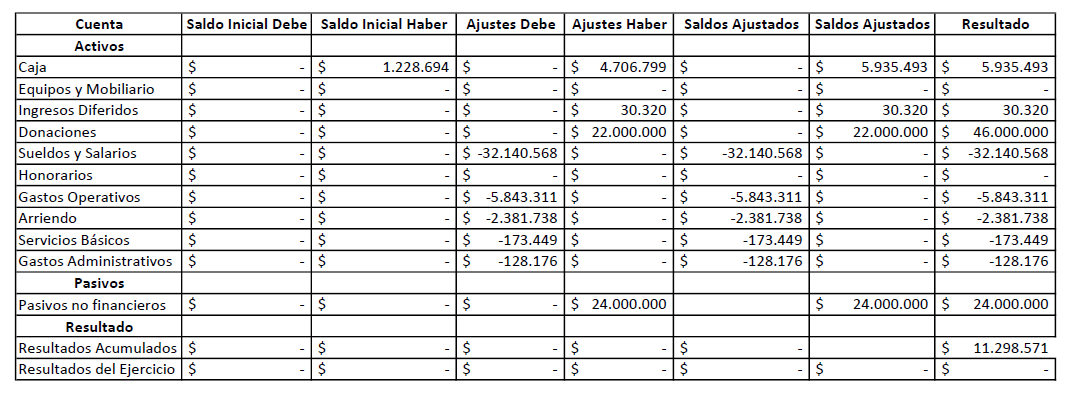 Cuenta Saldo Inicial Debe Saldo Inicial Haber Ajustes Debe Ajustes Haber Saldos Ajustados Saldos Ajustados Resultado
Activos
Caja $ - $ 1.228.694 $ - $ 4.706.799 $ - $ 5.935.493 $ 5.935.493
Equipos y Mobiliario $ - $ - $ - $ - $ - $ - $ -
Ingresos Diferidos $ - $ - $ - $ 30.320 $ - $ 30.320 $ 30.320
Donaciones $ - $ - $ - $ 22.000.000 $ - $ 22.000.000 $ 46.000.000
Sueldos y Salarios $ - $ - $ -32.140.568 $ - $ -32.140.568 $ - $ -32.140.568
Honorarios $ - $ - $ - $ - $ - $ - $ -
Gastos Operativos $ - $ - $ -5.843.311 $ - $ -5.843.311 $ - $ -5.843.311
Arriendo $ - $ - $ -2.381.738 $ - $ -2.381.738 $ - $ -2.381.738
Servicios Básicos $ - $ - $ -173.449 $ - $ -173.449 $ - $ -173.449
Gastos Administrativos $ - $ - $ -128.176 $ - $ -128.176 $ - $ -128.176
Pasivos
Pasivos no financieros $ - $ - $ - $ 24.000.000 $ 24.000.000 $ 24.000.000
Resultado
Resultados Acumulados $ - $ - $ - $ - $ - $ 11.298.571
Resultados del Ejercicio $ - $ - $ - $ - $ - $ - $ -